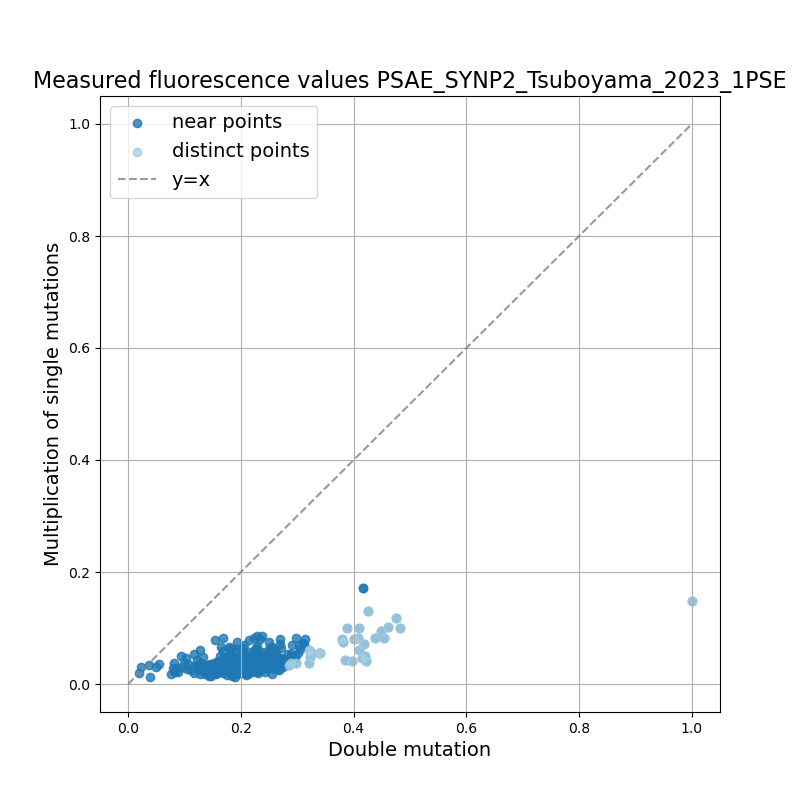 Measured fluorescence values PSAE_SYNP2_Tsuboyama_2023_1PSE
near points
distinct points
y=x
Multiplication of single mutations
1.0
0.8
0.6
0.4
0.2
0.0
0.0 0.2 0.4 0.6 0.8 1.0
Double mutation